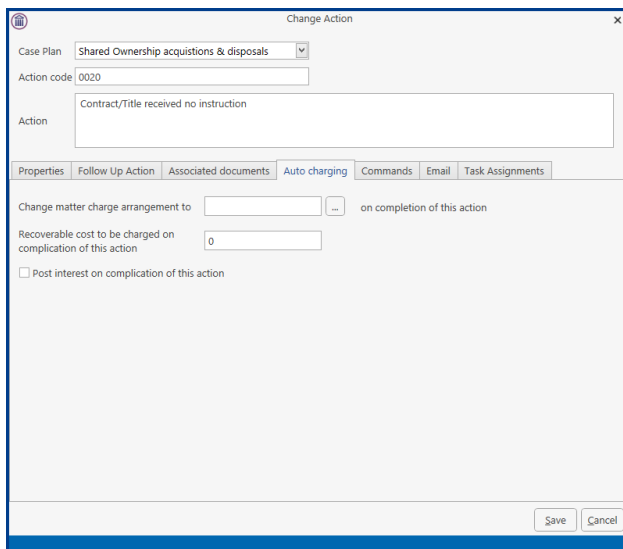 Change Action
Case Plan Shared Ownership acquistions & disposals
Action code 0020
Contract/Title received no instruction
Action
Properties Follow Up Action Associated documents Auto charging Commands Email Task Assignments
Change matter charge arrangement to ... on completion of this action
Recoverable cost to be charged on
complication of this action
0
Post interest on complication of this action
Save Cancel